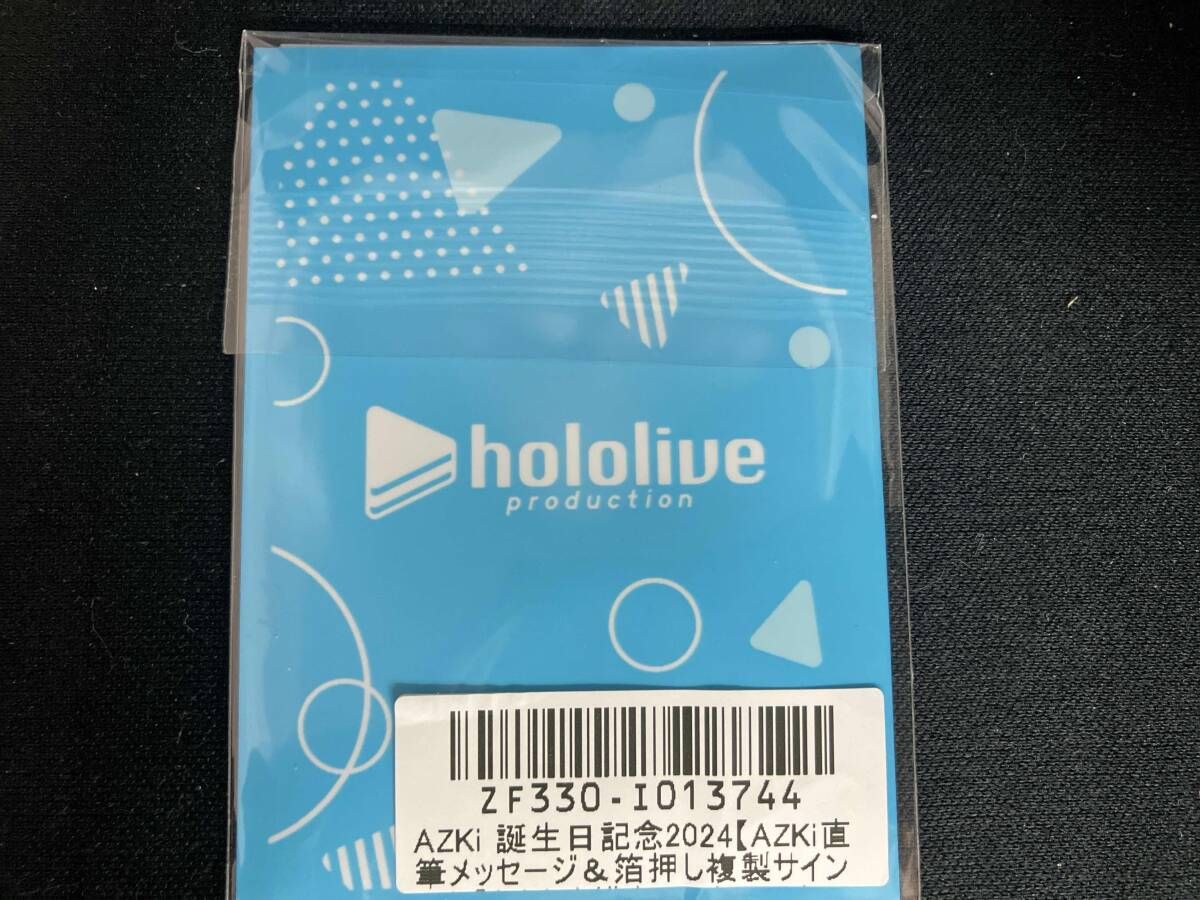 hololive
production
ZF330-I013744
AZKi 誕生日記念2024【AZKi直
筆メッセージ＆箔押し複製サイン